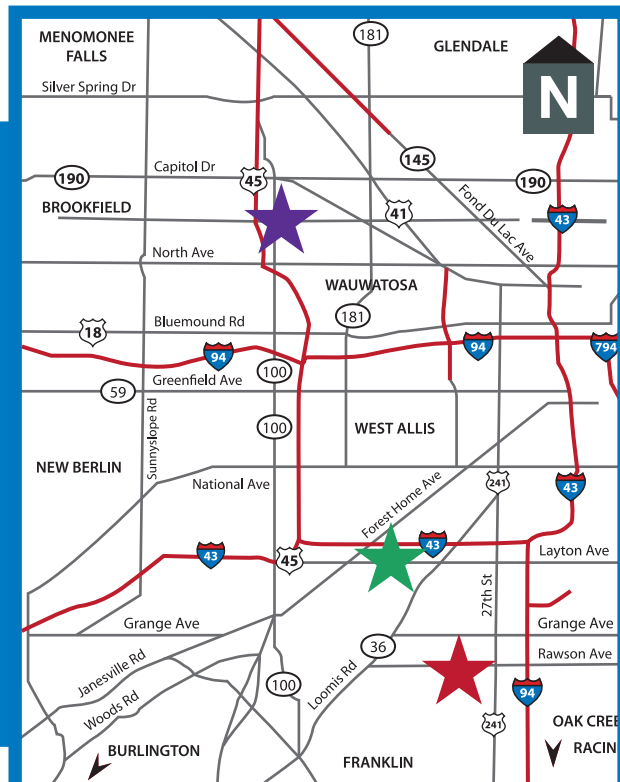 MENOMONEE
FALLS
181
GLENDALE
N
Silver Spring Dr
145
Capitol Dr
190
45
190
BROOKFIELD
41
Fond Du Lac Ave
43
North Ave
WAUWATOSA
181
18
Bluemound Rd
94
94
794
100
Greenfield Ave
59
Sunnyslope Rd
100
WEST ALLIS
NEW BERLIN
National Ave
241
43
Forest Home Ave
43
43
45
Layton Ave
27th St
Grange Ave
Grange Ave
36
Rawson Ave
Janesville Rd
100
Loomis Rd
94
Woods Rd
241
OAK CREE
BURLINGTON
RACIN
FRANKLIN